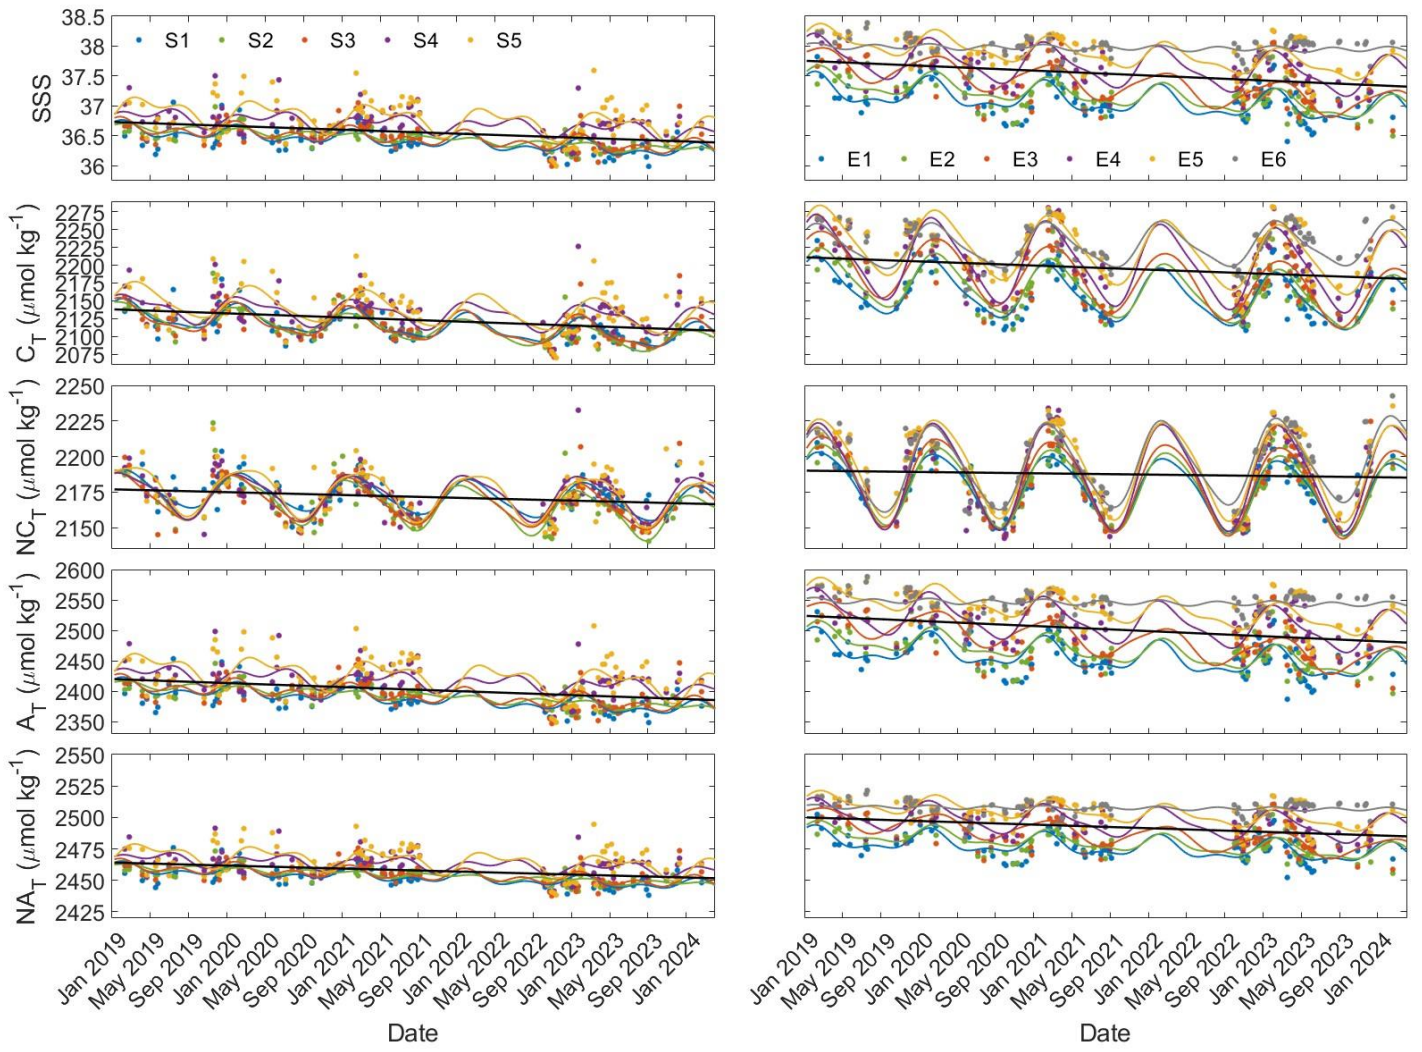 SSS
38.5
38
37.5
37
36.5
36
S1 S2 S3 S4 S5
E1 E2 E3 E4 E5 E6
C_T (μmol kg⁻¹)
2275
2250
2225
2200
2175
2150
2125
2100
2075
NC_T (μmol kg⁻¹)
2250
2225
2200
2175
2150
A_T (μmol kg⁻¹)
2600
2550
2500
2450
2400
2350
NA_T (μmol kg⁻¹)
2550
2525
2500
2475
2450
2425
Jan 2019 May 2019 Sep 2019 Jan 2020 May 2020 Sep 2020 Jan 2021 May 2021 Sep 2021 Jan 2022 May 2022 Sep 2022 Jan 2023 May 2023 Sep 2023 Jan 2024
Date
Jan 2019 May 2019 Sep 2019 Jan 2020 May 2020 Sep 2020 Jan 2021 May 2021 Sep 2021 Jan 2022 May 2022 Sep 2022 Jan 2023 May 2023 Sep 2023 Jan 2024
Date